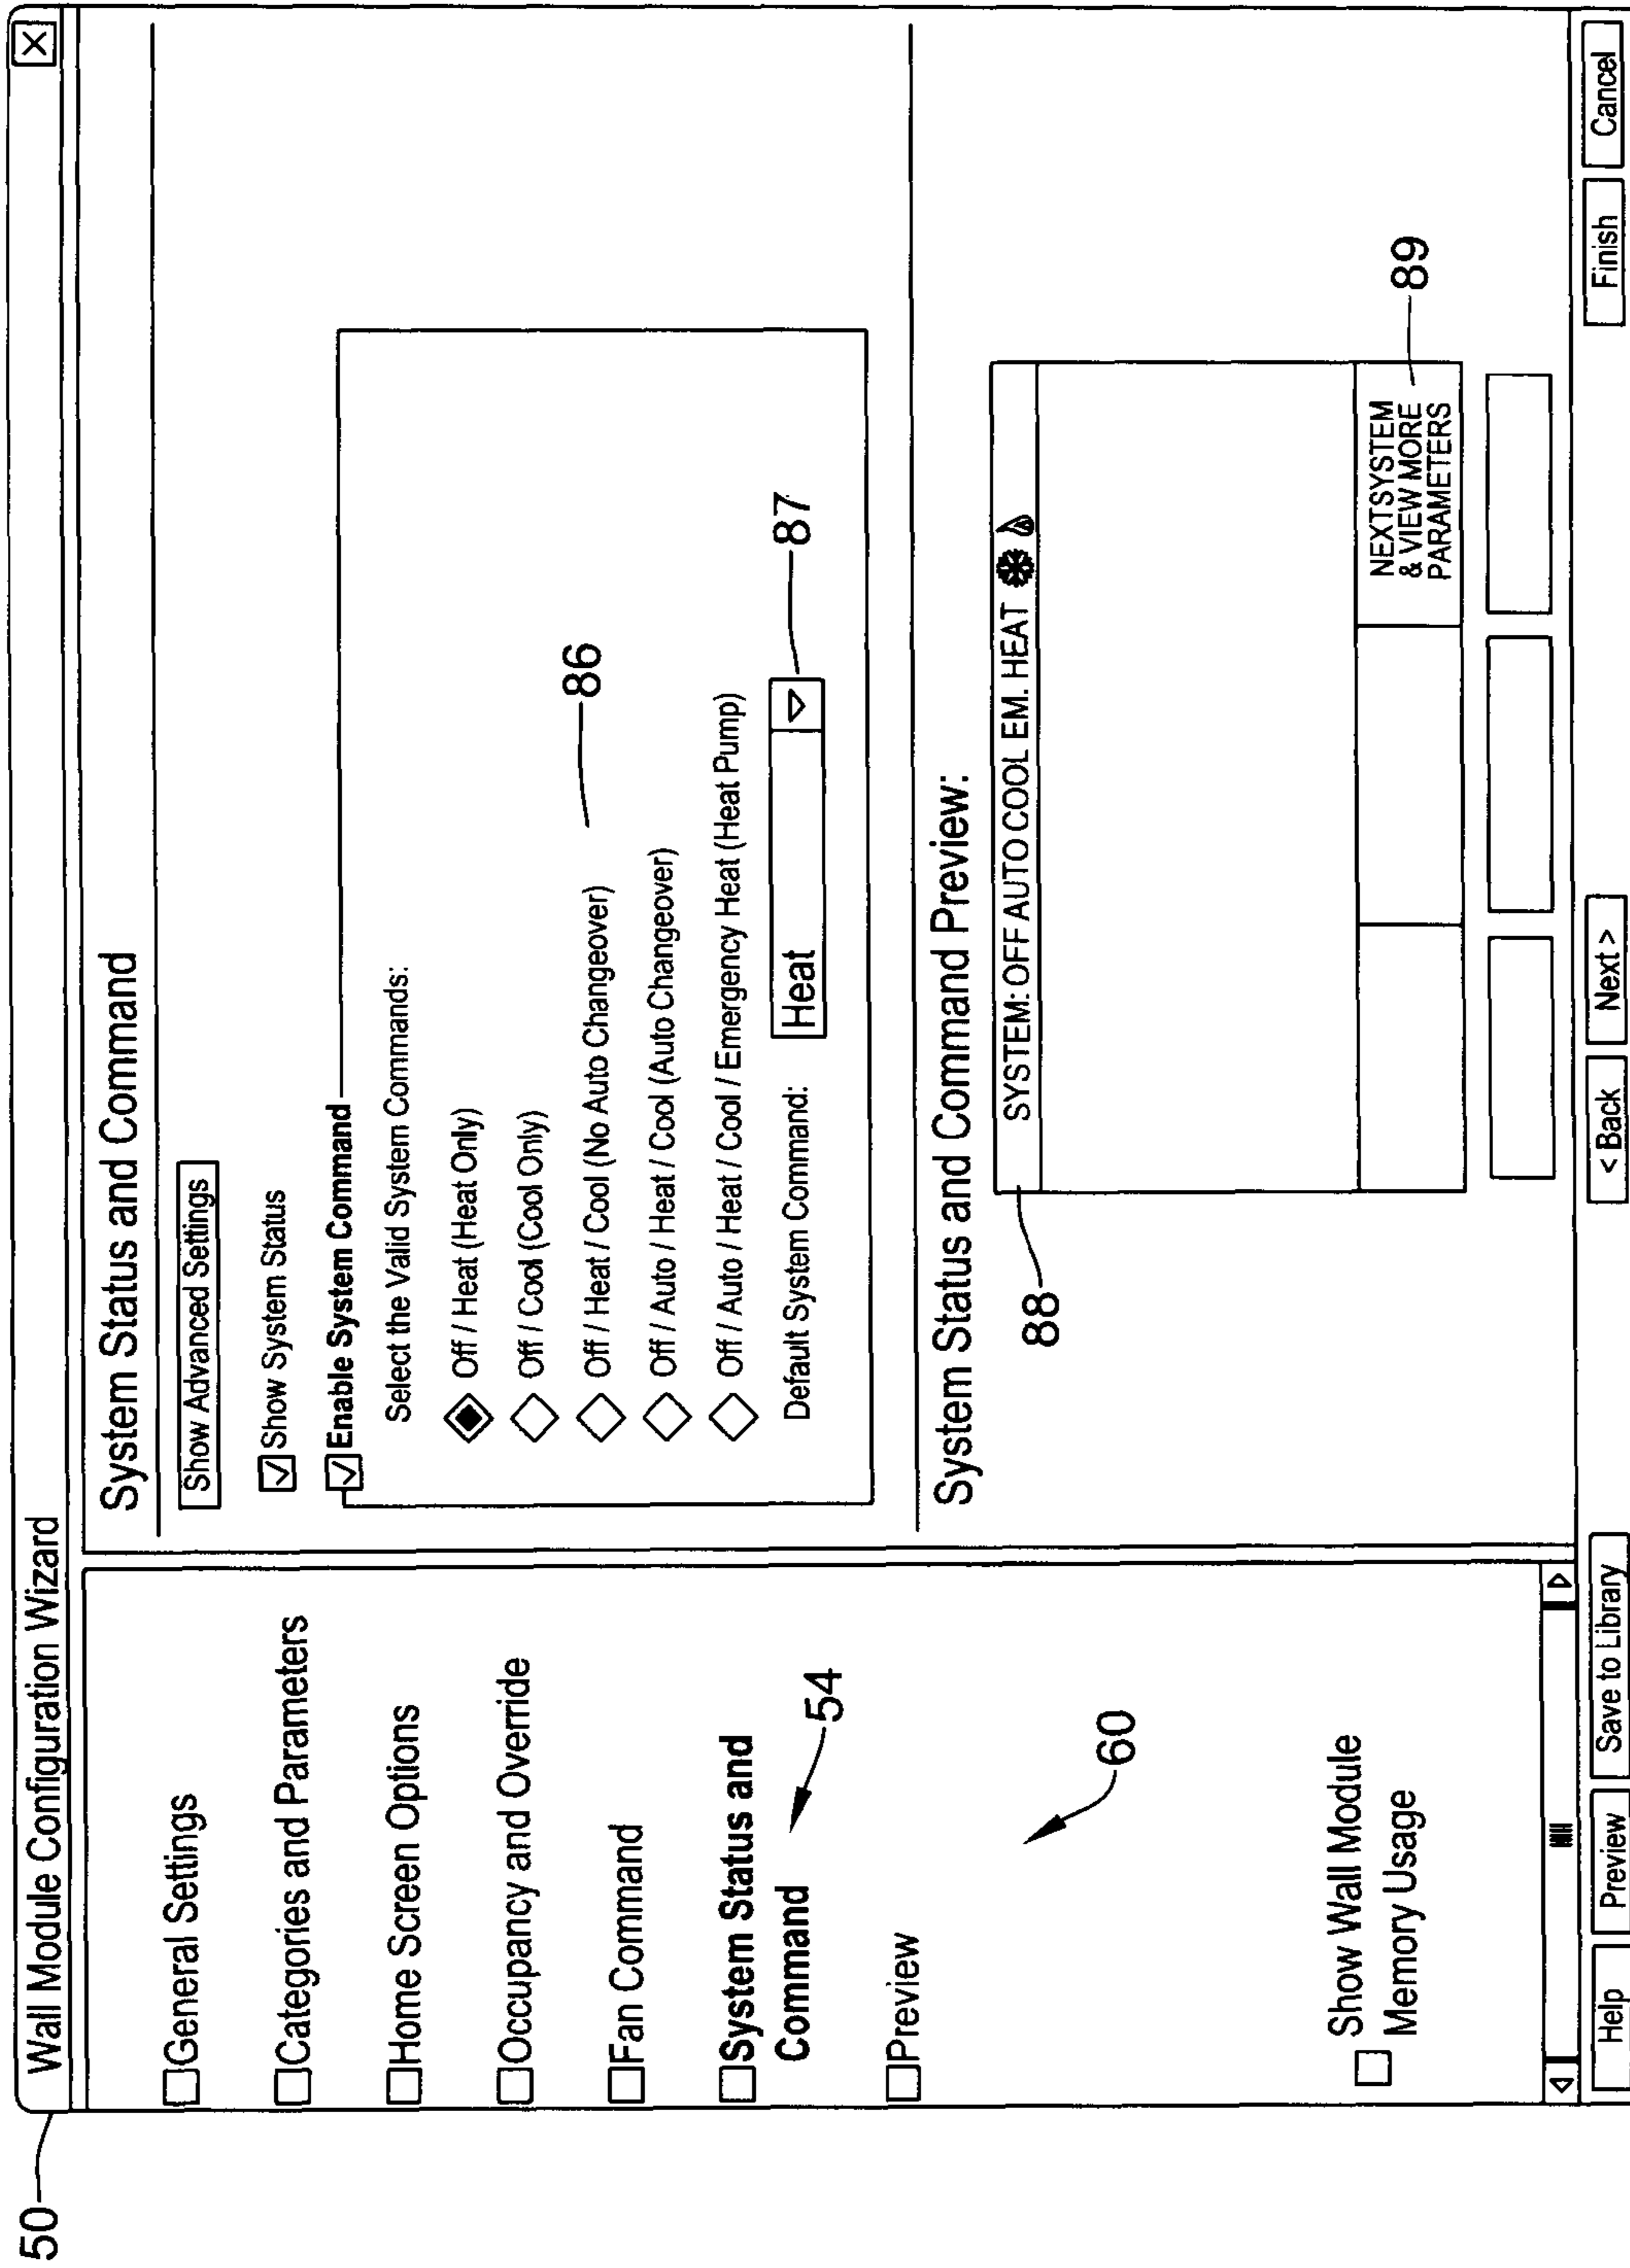 50
Wall Module Configuration Wizard
X
General Settings
Categories and Parameters
Home Screen Options
Occupancy and Override
Fan Command
System Status and
Command
54
Preview
60
Show Wall Module
Memory Usage
System Status and Command
Show Advanced Settings
Show System Status
Enable System Command
Select the Valid System Commands:
Off / Heat (Heat Only)
Off / Cool (Cool Only)
Off / Heat / Cool (No Auto Changeover)
86
Off / Auto / Heat / Cool (Auto Changeover)
Off / Auto / Heat / Cool / Emergency Heat (Heat Pump)
Default System Command:
Heat
87
System Status and Command Preview:
88
SYSTEM: OFF AUTO COOL EM. HEAT
NEXTSYSTEM
& VIEW MORE
PARAMETERS
89
Help
Preview
Save to Library
< Back
Next >
Finish
Cancel